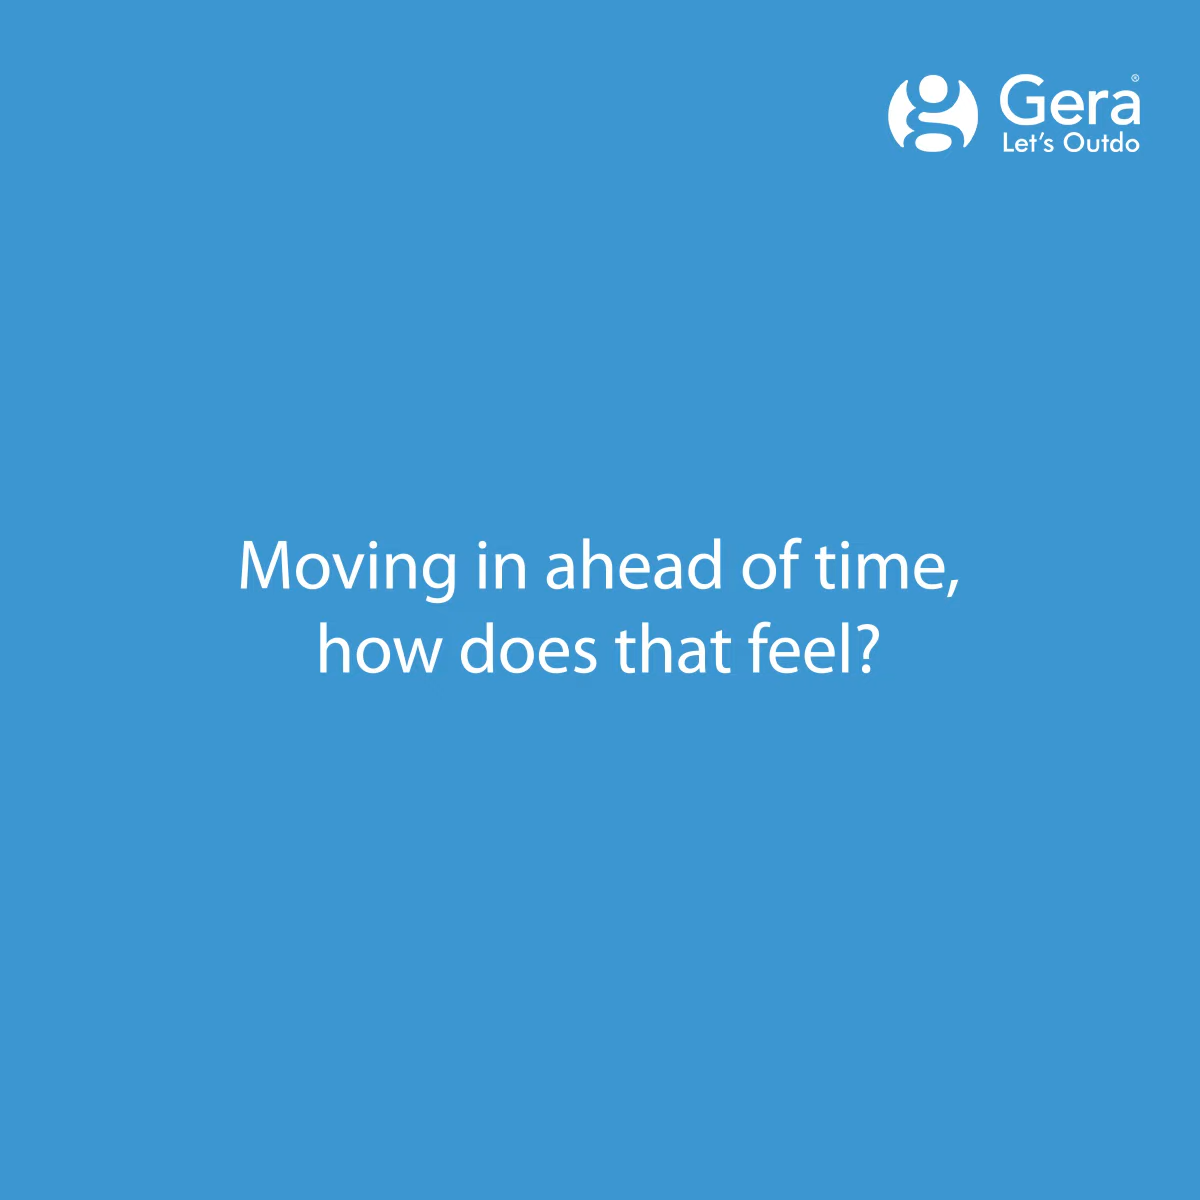 Gera®
Let's Outdo
Moving in ahead of time,
how does that feel?